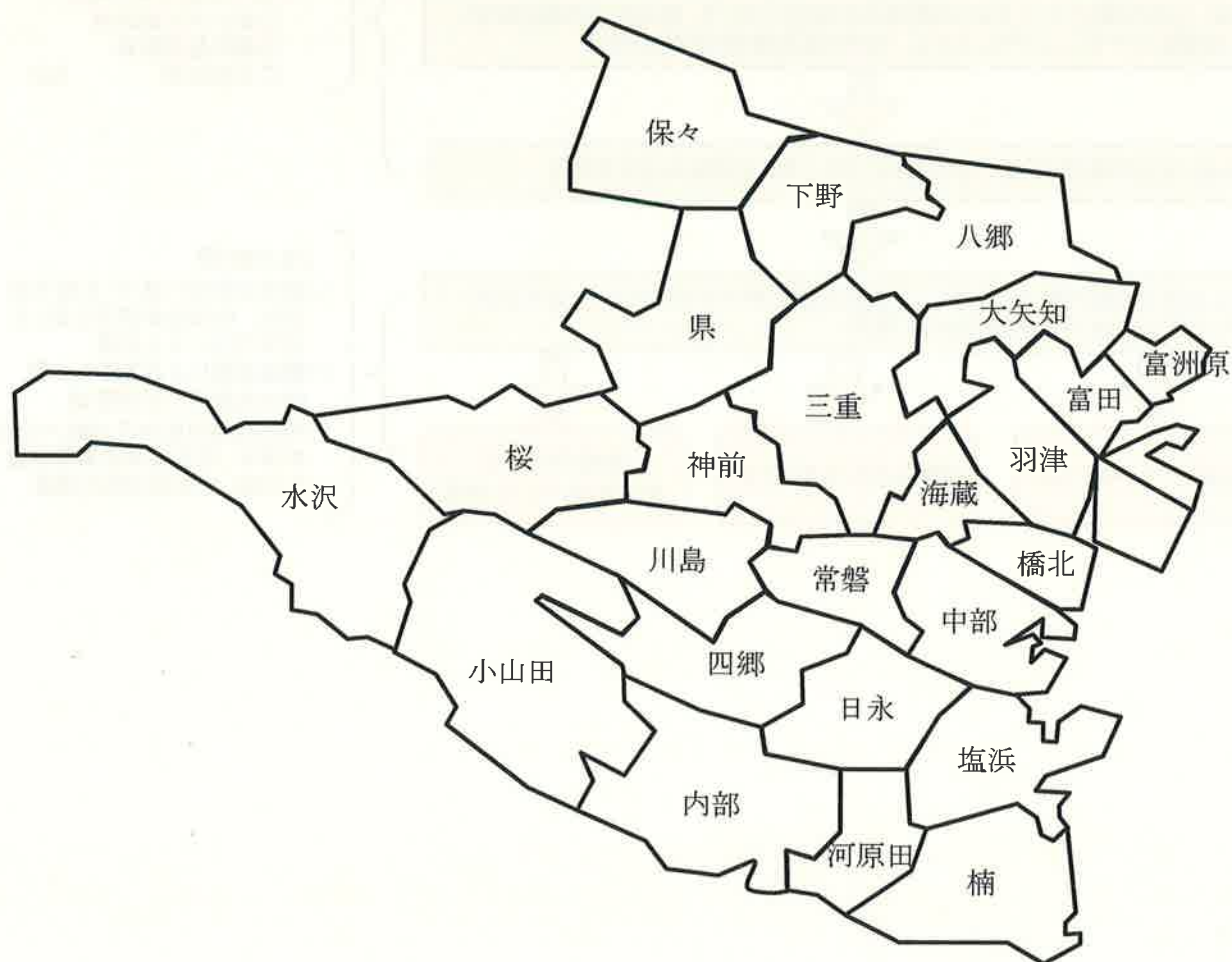 保々
下野
八郷
大矢知
県
富洲原
富田
三重
桜
神前
羽津
水沢
海蔵
川島
橋北
常磐
中部
四郷
小山田
日永
塩浜
内部
河原田
楠